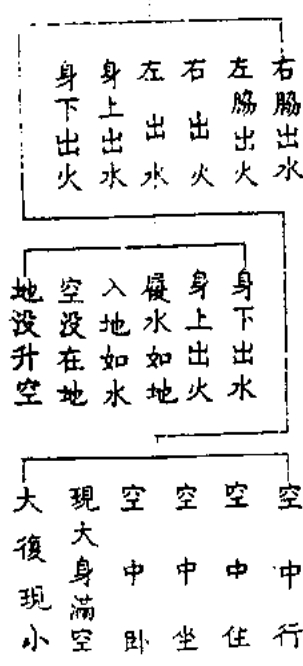 右脇出水
左脇出火
右出火
左出水
身上出水
身下出火
身下出水
身上出火
履水如地
入地如水
空没在地
地没升空
空中行
空中住
空中坐
空中卧
現大身滿空
大復現小